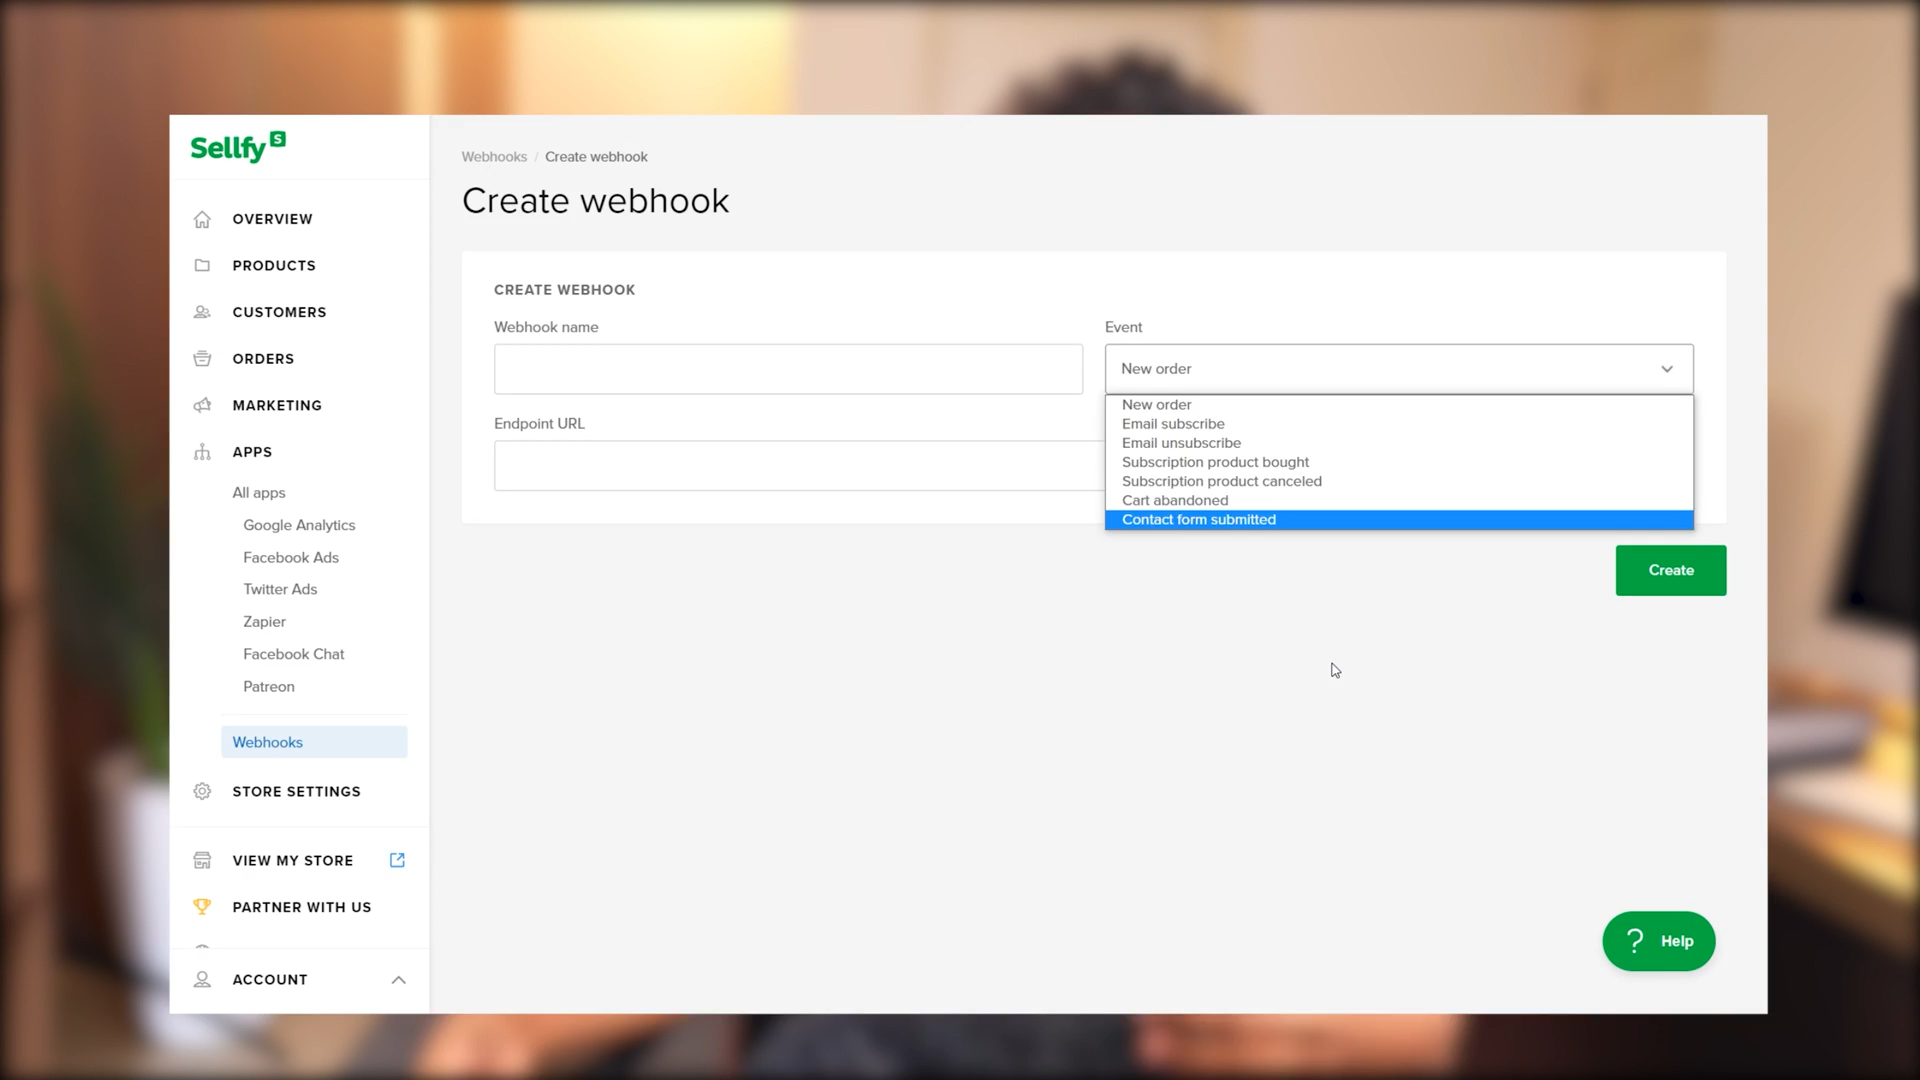 Sellfy S
OVERVIEW
PRODUCTS
CUSTOMERS
ORDERS
MARKETING
APPS
All apps
Google Analytics
Facebook Ads
Twitter Ads
Zapier
Facebook Chat
Patreon
Webhooks
STORE SETTINGS
VIEW MY STORE
PARTNER WITH US
ACCOUNT
Webhooks / Create webhook
Create webhook
CREATE WEBHOOK
Webhook name
Event
New order
New order
Email subscribe
Email unsubscribe
Subscription product bought
Subscription product canceled
Cart abandoned
Contact form submitted
Endpoint URL
Create
? Help